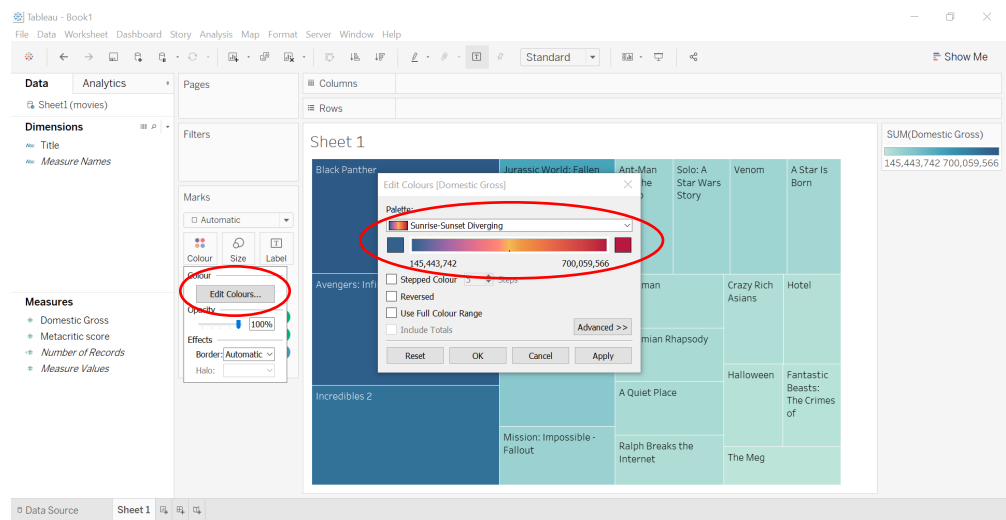 Tableau - Book1
File Data Worksheet Dashboard Story Analysis Map Format Server Window Help
Standard
Show Me
Data Analytics
Sheet1 (movies)
Dimensions
Abc Title
Abc Measure Names
Measures
Domestic Gross
Metacritic score
Number of Records
Measure Values
Pages
Filters
Marks
Automatic
Colour Size Label
Colour
Edit Colours...
Opacity
100%
Effects
Border: Automatic
Halo:
Columns
Rows
Sheet 1
Black Panther
Avengers: Infi
Incredibles 2
Jurassic World: Fallen
Mission: Impossible -
Fallout
Ant-Man
he
Solo: A
Star Wars
Story
Venom
A Star Is
Born
man
mian Rhapsody
A Quiet Place
Ralph Breaks the
Internet
Crazy Rich
Asians
Hotel
Halloween
Fantastic
Beasts:
The Crimes
of
The Meg
Edit Colours [Domestic Gross]
Palette:
Sunrise-Sunset Diverging
145,443,742 700,059,566
Stepped Colour 5 Steps
Reversed
Use Full Colour Range
Include Totals
Advanced >>
Reset OK Cancel Apply
SUM(Domestic Gross)
145,443,742 700,059,566
Data Source Sheet 1